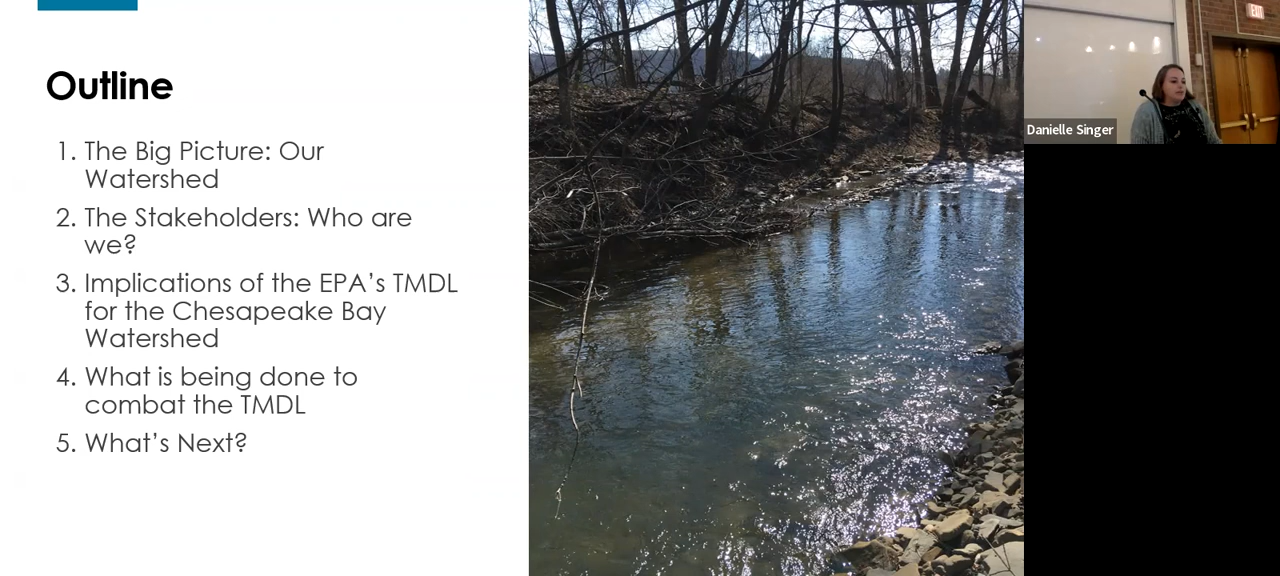 Outline
1. The Big Picture: Our
Watershed
2. The Stakeholders: Who are
we?
3. Implications of the EPA’s TMDL
for the Chesapeake Bay
Watershed
4. What is being done to
combat the TMDL
5. What’s Next?
EXIT
Danielle Singer